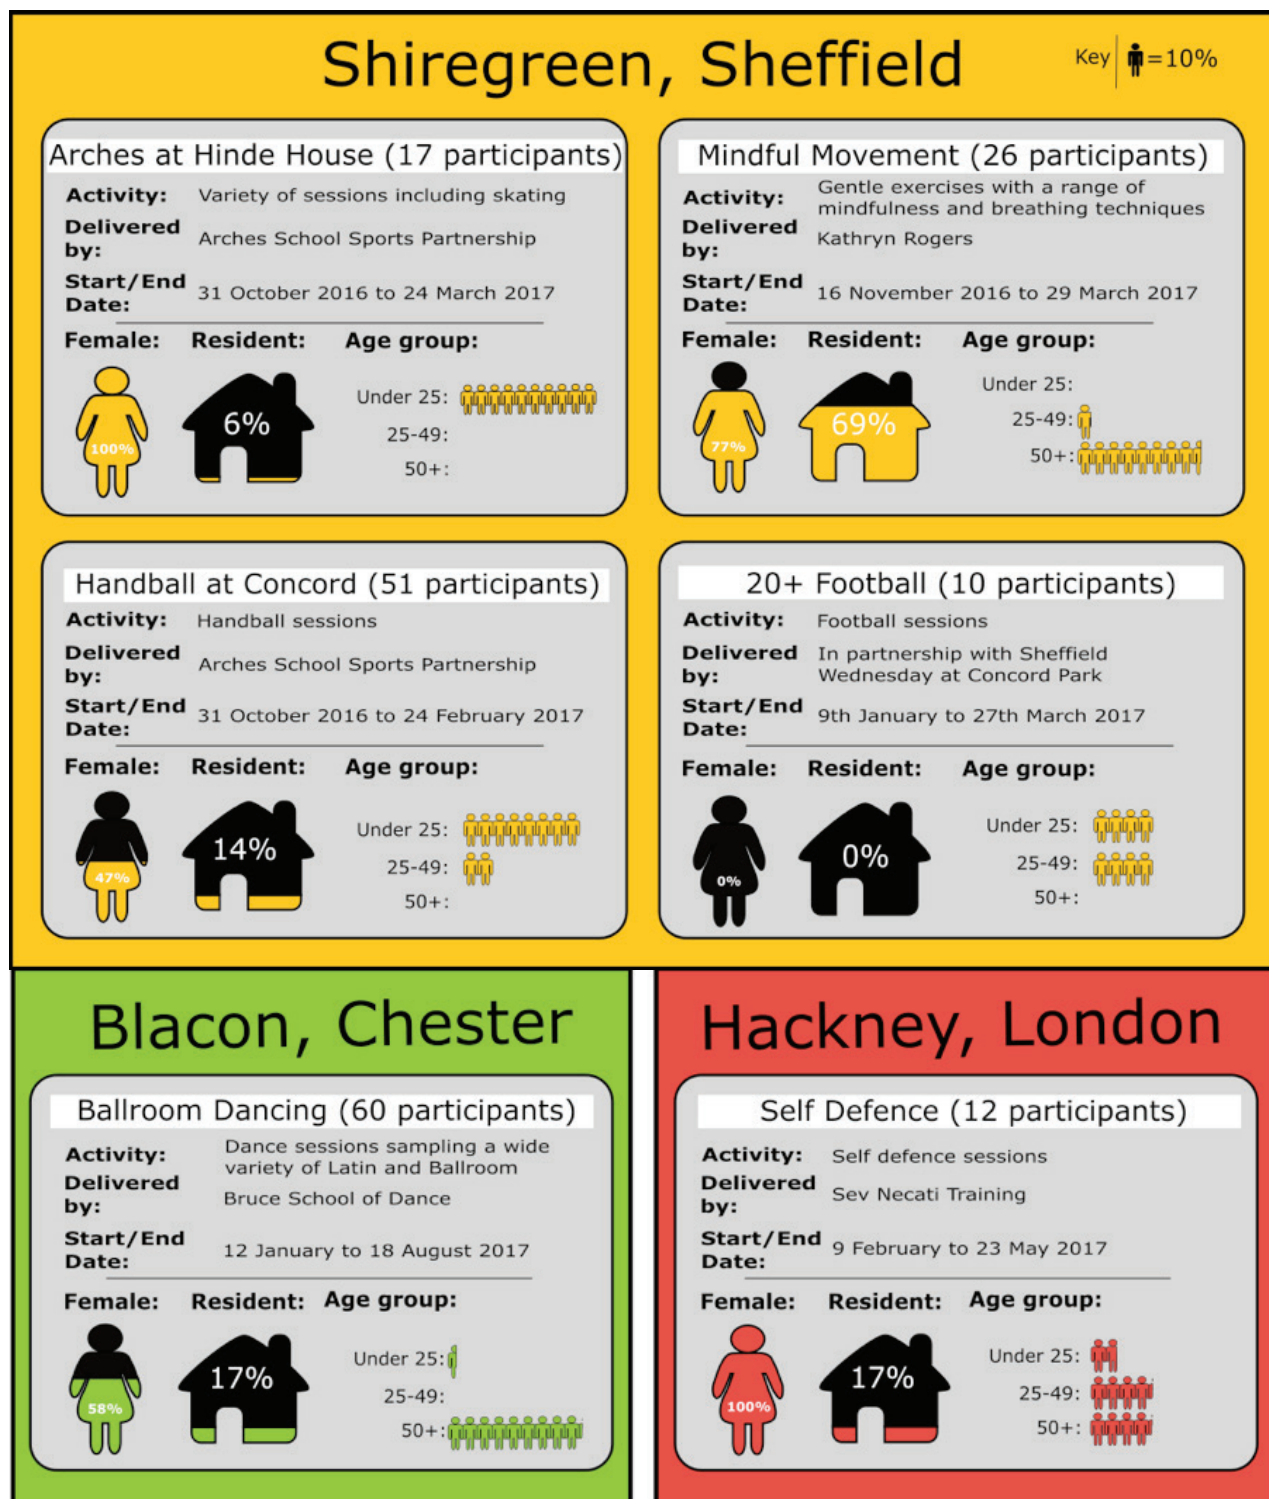 Shiregreen, Sheffield
Key =10%
Arches at Hinde House (17 participants)
Activity: Variety of sessions including skating
Delivered by: Arches School Sports Partnership
Start/End Date: 31 October 2016 to 24 March 2017
Female: Resident: Age group:
100%
6%
Under 25:
25-49:
50+:
Mindful Movement (26 participants)
Activity: Gentle exercises with a range of
mindfulness and breathing techniques
Delivered by: Kathryn Rogers
Start/End Date: 16 November 2016 to 29 March 2017
Female: Resident: Age group:
77%
69%
Under 25:
25-49:
50+:
Handball at Concord (51 participants)
Activity: Handball sessions
Delivered by: Arches School Sports Partnership
Start/End Date: 31 October 2016 to 24 February 2017
Female: Resident: Age group:
47%
14%
Under 25:
25-49:
50+:
20+ Football (10 participants)
Activity: Football sessions
Delivered by: In partnership with Sheffield
Wednesday at Concord Park
Start/End Date: 9th January to 27th March 2017
Female: Resident: Age group:
0%
0%
Under 25:
25-49:
50+:
Blacon, Chester
Ballroom Dancing (60 participants)
Activity: Dance sessions sampling a wide
variety of Latin and Ballroom
Delivered by: Bruce School of Dance
Start/End Date: 12 January to 18 August 2017
Female: Resident: Age group:
58%
17%
Under 25:
25-49:
50+:
Hackney, London
Self Defence (12 participants)
Activity: Self defence sessions
Delivered by: Sev Necati Training
Start/End Date: 9 February to 23 May 2017
Female: Resident: Age group:
100%
17%
Under 25:
25-49:
50+: